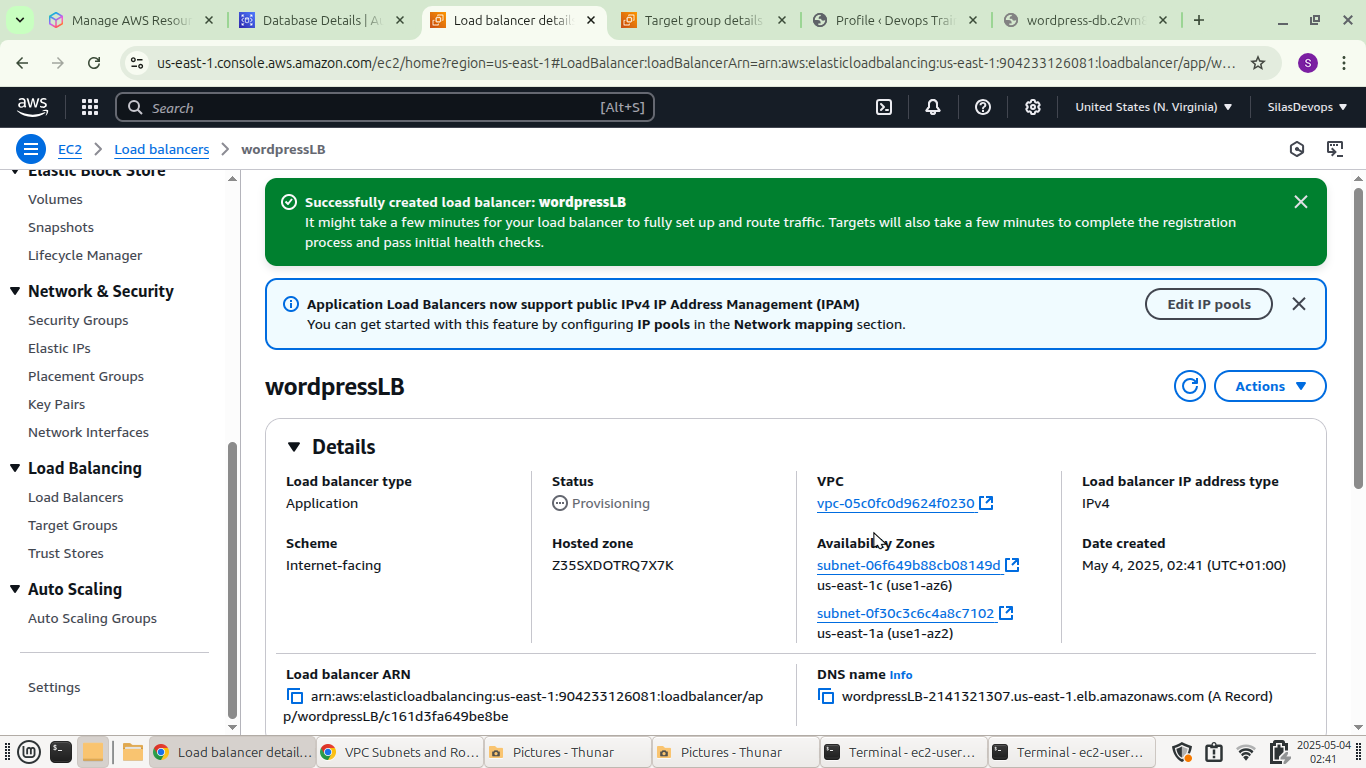 Manage AWS Resou
Database Details | Au
Load balancer detail
Target group details
Profile ‹ Devops Trai
wordpress-db.c2vm8
us-east-1.console.aws.amazon.com/ec2/home?region=us-east-1#LoadBalancer:loadBalancerArn=arn:aws:elasticloadbalancing:us-east-1:904233126081:loadbalancer/app/w...
S
aws
Search
[Alt+S]
United States (N. Virginia)
SilasDevops
EC2
Load balancers
wordpressLB
Elastic Block Store
Volumes
Snapshots
Lifecycle Manager
Network & Security
Security Groups
Elastic IPs
Placement Groups
Key Pairs
Network Interfaces
Load Balancing
Load Balancers
Target Groups
Trust Stores
Auto Scaling
Auto Scaling Groups
Settings
Successfully created load balancer: wordpressLB
It might take a few minutes for your load balancer to fully set up and route traffic. Targets will also take a few minutes to complete the registration
process and pass initial health checks.
Application Load Balancers now support public IPv4 IP Address Management (IPAM)
You can get started with this feature by configuring IP pools in the Network mapping section.
Edit IP pools
wordpressLB
Actions
Details
Load balancer type
Application
Status
Provisioning
VPC
vpc-05c0fc0d9624f0230
Load balancer IP address type
IPv4
Scheme
Internet-facing
Hosted zone
Z35SXDOTRQ7X7K
Availability Zones
subnet-06f649b88cb08149d
us-east-1c (use1-az6)
subnet-0f30c3c6c4a8c7102
us-east-1a (use1-az2)
Date created
May 4, 2025, 02:41 (UTC+01:00)
Load balancer ARN
arn:aws:elasticloadbalancing:us-east-1:904233126081:loadbalancer/ap
p/wordpressLB/c161d3fa649be8be
DNS name Info
wordpressLB-2141321307.us-east-1.elb.amazonaws.com (A Record)
Load balancer detail...
VPC Subnets and Ro...
Pictures - Thunar
Pictures - Thunar
Terminal - ec2-user...
Terminal - ec2-user...
2025-05-04
02:41